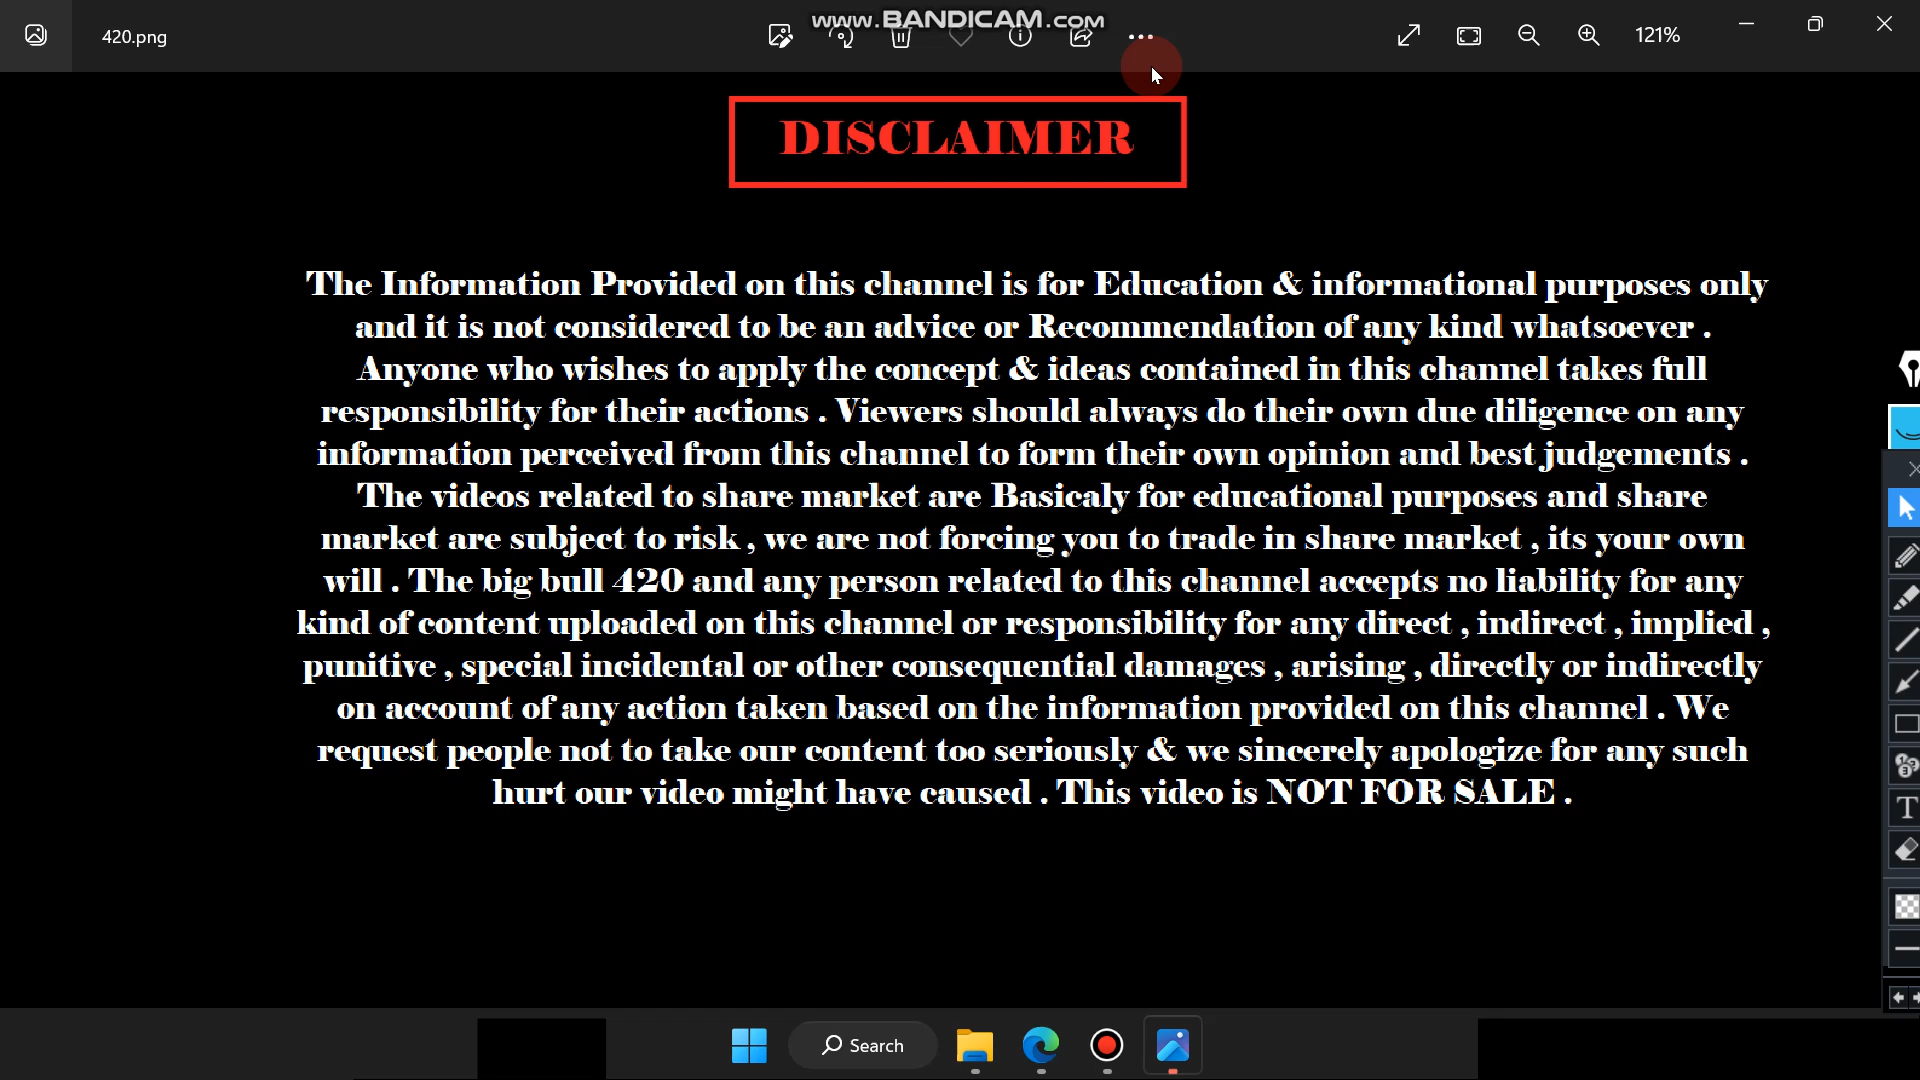 www.BANDICAM.com
420.png
121%
DISCLAIMER
The Information Provided on this channel is for Education & informational purposes only
and it is not considered to be an advice or Recommendation of any kind whatsoever .
Anyone who wishes to apply the concept & ideas contained in this channel takes full
responsibility for their actions . Viewers should always do their own due diligence on any
information perceived from this channel to form their own opinion and best judgements .
The videos related to share market are Basicaly for educational purposes and share
market are subject to risk , we are not forcing you to trade in share market , its your own
will . The big bull 420 and any person related to this channel accepts no liability for any
kind of content uploaded on this channel or responsibility for any direct , indirect , implied ,
punitive , special incidental or other consequential damages , arising , directly or indirectly
on account of any action taken based on the information provided on this channel . We
request people not to take our content too seriously & we sincerely apologize for any such
hurt our video might have caused . This video is NOT FOR SALE .
Search